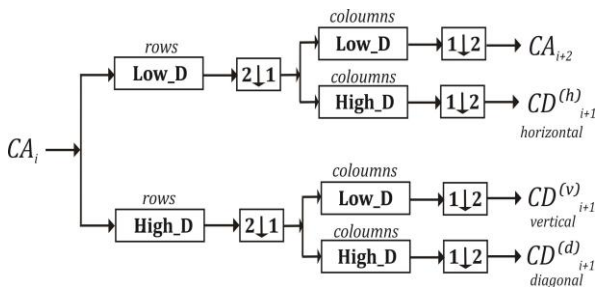 coloumns
rows Low_D 1↓2 CA_{i+2}
Low_D 2↓1 coloumns
High_D 1↓2 CD^{(h)}_{i+1}
horizontal
CA_i
coloumns
rows Low_D 1↓2 CD^{(v)}_{i+1}
High_D 2↓1 coloumns vertical
High_D 1↓2 CD^{(d)}_{i+1}
diagonal